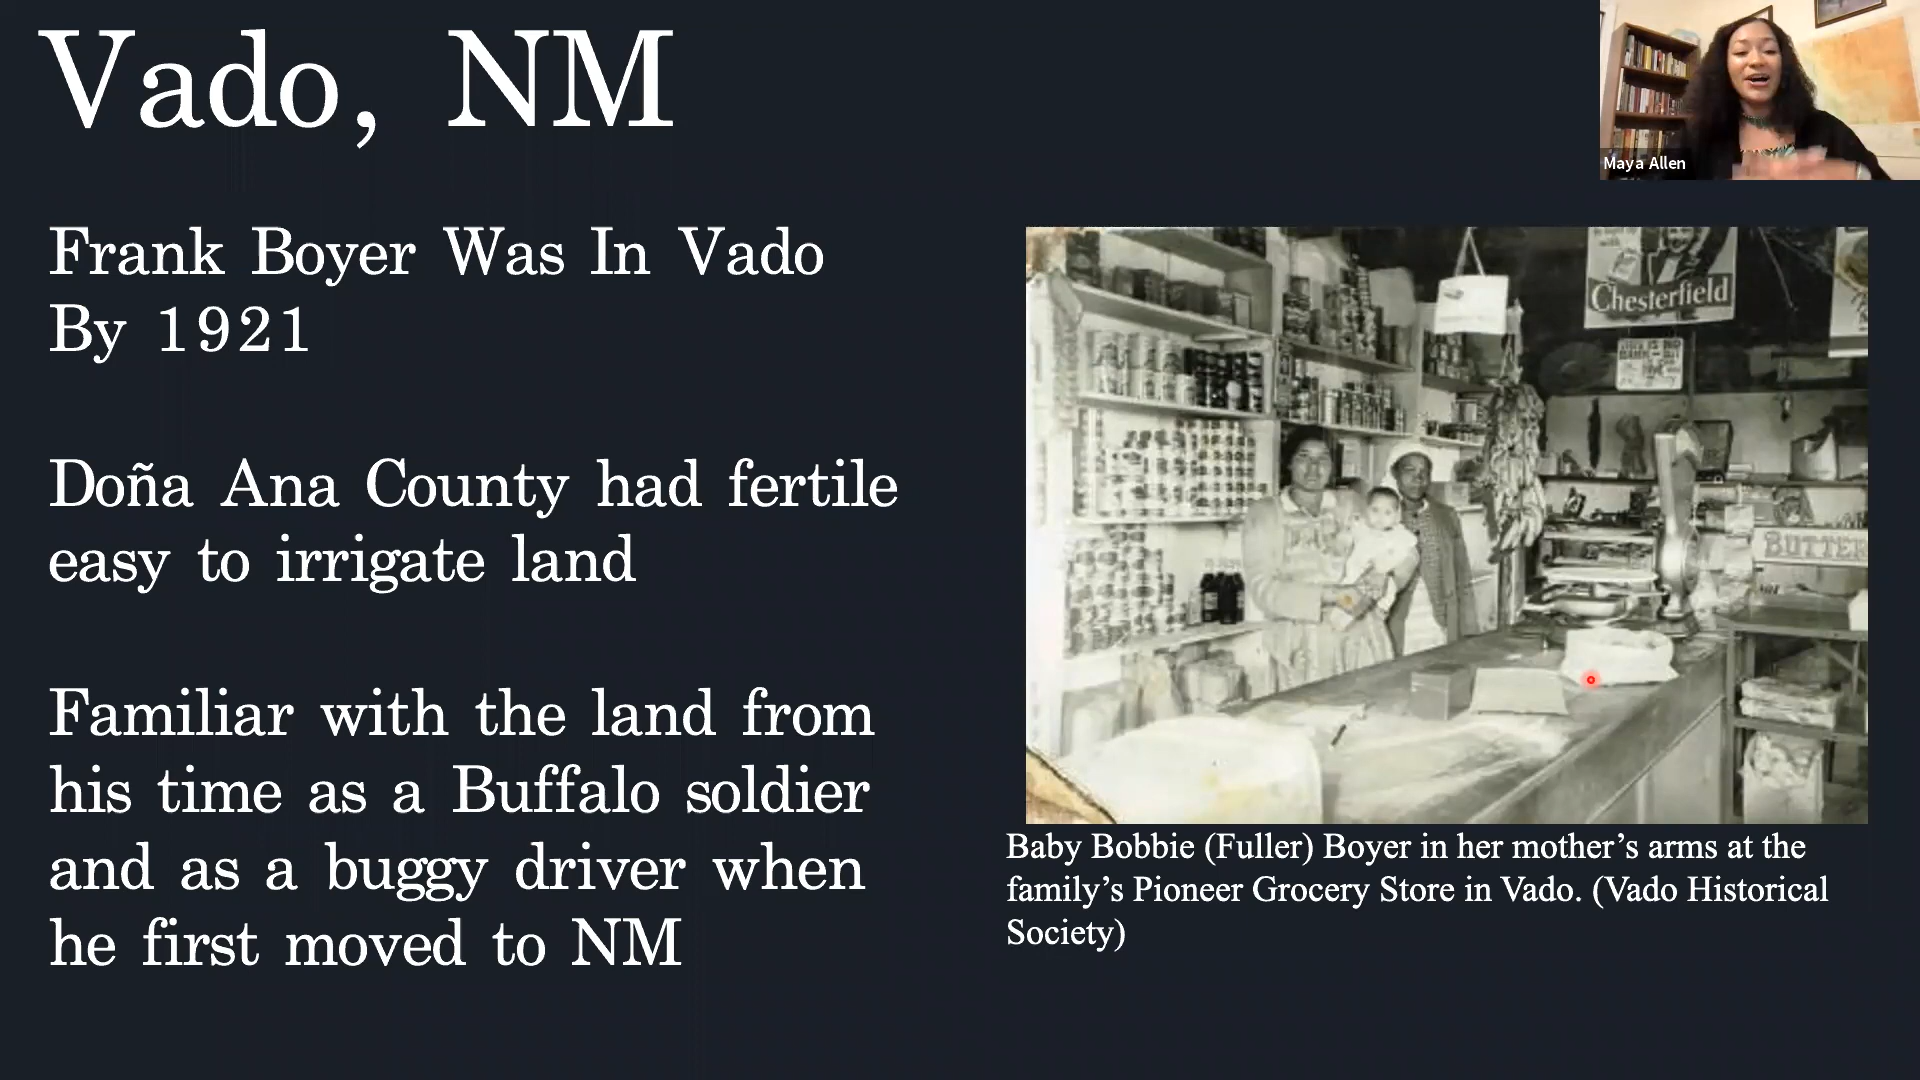 Vado, NM
Maya Allen
Frank Boyer Was In Vado
By 1921
Doña Ana County had fertile
easy to irrigate land
Familiar with the land from
his time as a Buffalo soldier
and as a buggy driver when
he first moved to NM
with
Chesterfield
BUTTER
Baby Bobbie (Fuller) Boyer in her mother’s arms at the
family’s Pioneer Grocery Store in Vado. (Vado Historical
Society)